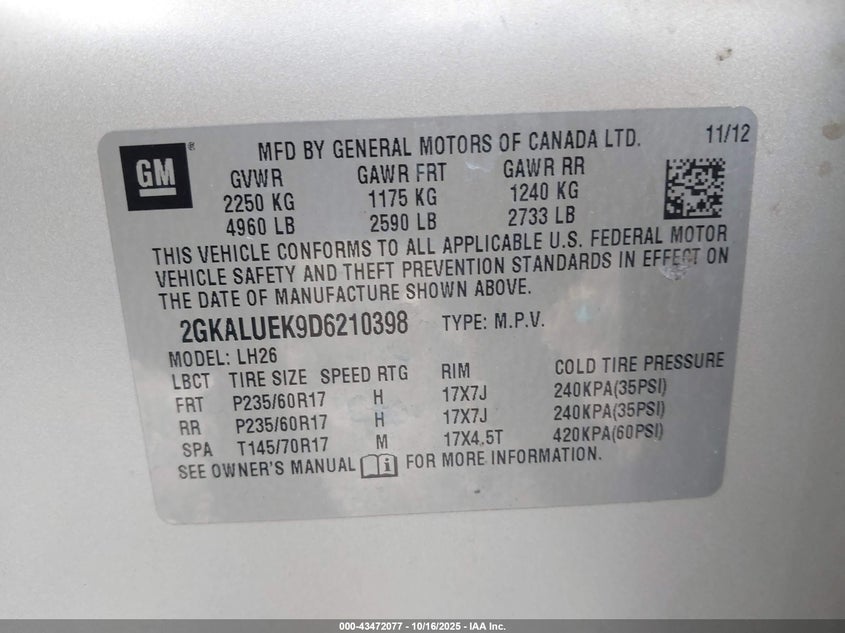 GM ®
MFD BY GENERAL MOTORS OF CANADA LTD. 11/12
GVWR GAWR FRT GAWR RR
2250 KG 1175 KG 1240 KG
4960 LB 2590 LB 2733 LB
THIS VEHICLE CONFORMS TO ALL APPLICABLE U.S. FEDERAL MOTOR
VEHICLE SAFETY AND THEFT PREVENTION STANDARDS IN EFFECT ON
THE DATE OF MANUFACTURE SHOWN ABOVE.
2GKALUEK9D6210398 TYPE: M.P.V.
MODEL: LH26
LBCT TIRE SIZE SPEED RTG RIM COLD TIRE PRESSURE
FRT P235/60R17 H 17X7J 240KPA(35PSI)
RR P235/60R17 H 17X7J 240KPA(35PSI)
SPA T145/70R17 M 17X4.5T 420KPA(60PSI)
SEE OWNER'S MANUAL FOR MORE INFORMATION.
000-43472077 - 10/16/2025 - IAA Inc.